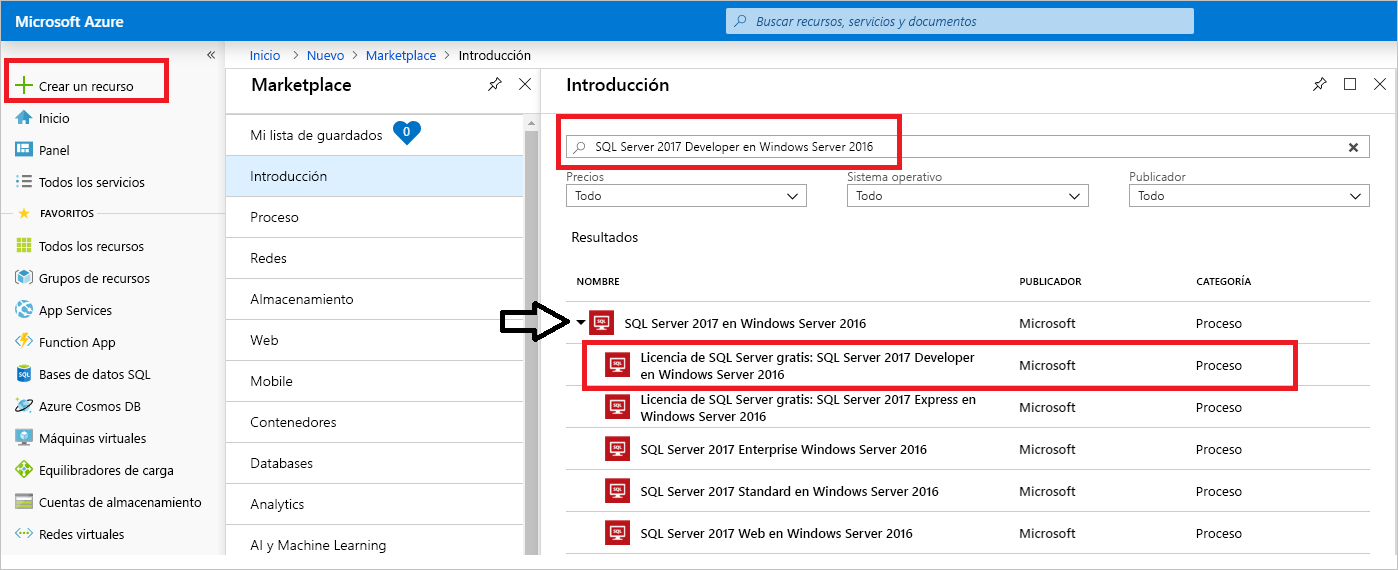 Microsoft Azure
Buscar recursos, servicios y documentos
Inicio > Nuevo > Marketplace > Introducción
Crear un recurso
Inicio
Panel
Todos los servicios
FAVORITOS
Todos los recursos
Grupos de recursos
App Services
Function App
Bases de datos SQL
Azure Cosmos DB
Máquinas virtuales
Equilibradores de carga
Cuentas de almacenamiento
Redes virtuales
Marketplace
Mi lista de guardados 0
Introducción
Proceso
Redes
Almacenamiento
Web
Mobile
Contenedores
Databases
Analytics
AI y Machine Learning
Introducción
SQL Server 2017 Developer en Windows Server 2016
Precios Sistema operativo Publicador
Todo Todo Todo
Resultados
NOMBRE PUBLICADOR CATEGORÍA
SQL Server 2017 en Windows Server 2016 Microsoft Proceso
Licencia de SQL Server gratis: SQL Server 2017 Developer
en Windows Server 2016 Microsoft Proceso
Licencia de SQL Server gratis: SQL Server 2017 Express en
Windows Server 2016 Microsoft Proceso
SQL Server 2017 Enterprise Windows Server 2016 Microsoft Proceso
SQL Server 2017 Standard en Windows Server 2016 Microsoft Proceso
SQL Server 2017 Web en Windows Server 2016 Microsoft Proceso